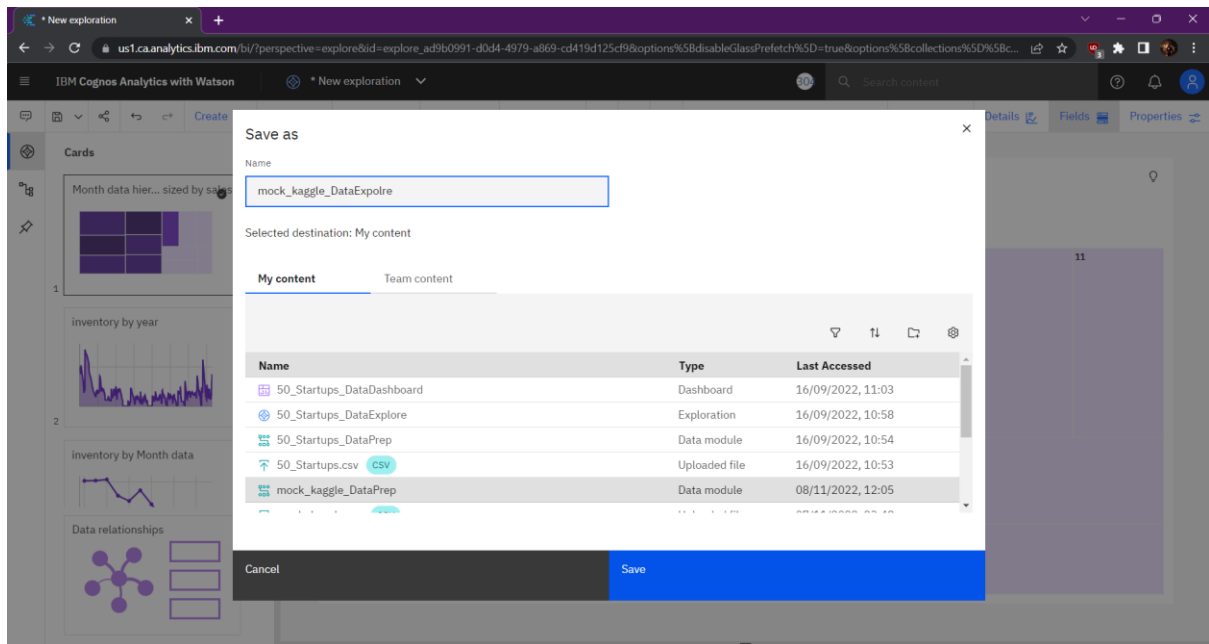 * New exploration
us1.ca.analytics.ibm.com/bi/?perspective=explore&id=explore_ad9b0991-d0d4-4979-a869-cd419d125cf9&options%5BdisableGlassPrefetch%5D=true&options%5Bcollections%5D%5Bc...
IBM Cognos Analytics with Watson
* New exploration
304
Search content
Create
Details
Fields
Properties
Cards
Month data hier... sized by sales
1
inventory by year
2
inventory by Month data
Data relationships
11
Save as
Name
mock_kaggle_DataExpolre
Selected destination: My content
My content Team content
Name Type Last Accessed
50_Startups_DataDashboard Dashboard 16/09/2022, 11:03
50_Startups_DataExplore Exploration 16/09/2022, 10:58
50_Startups_DataPrep Data module 16/09/2022, 10:54
50_Startups.csv CSV Uploaded file 16/09/2022, 10:53
mock_kaggle_DataPrep Data module 08/11/2022, 12:05
Cancel Save